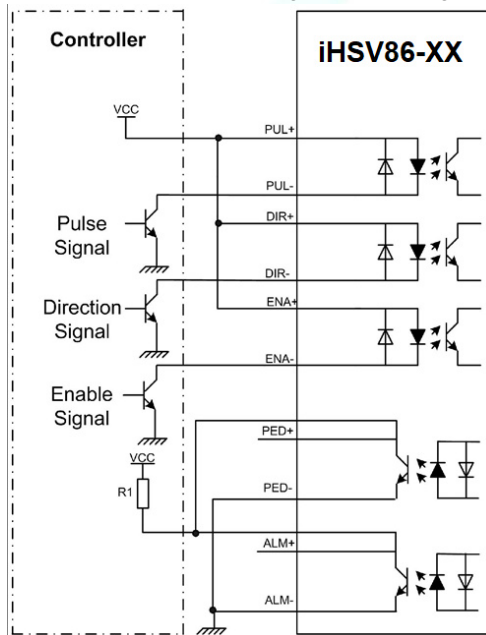 Controller
iHSV86-XX
VCC
PUL+
PUL-
Pulse
Signal
DIR+
DIR-
Direction
Signal
ENA+
ENA-
Enable
Signal
PED+
VCC
R1
PED-
ALM+
ALM-